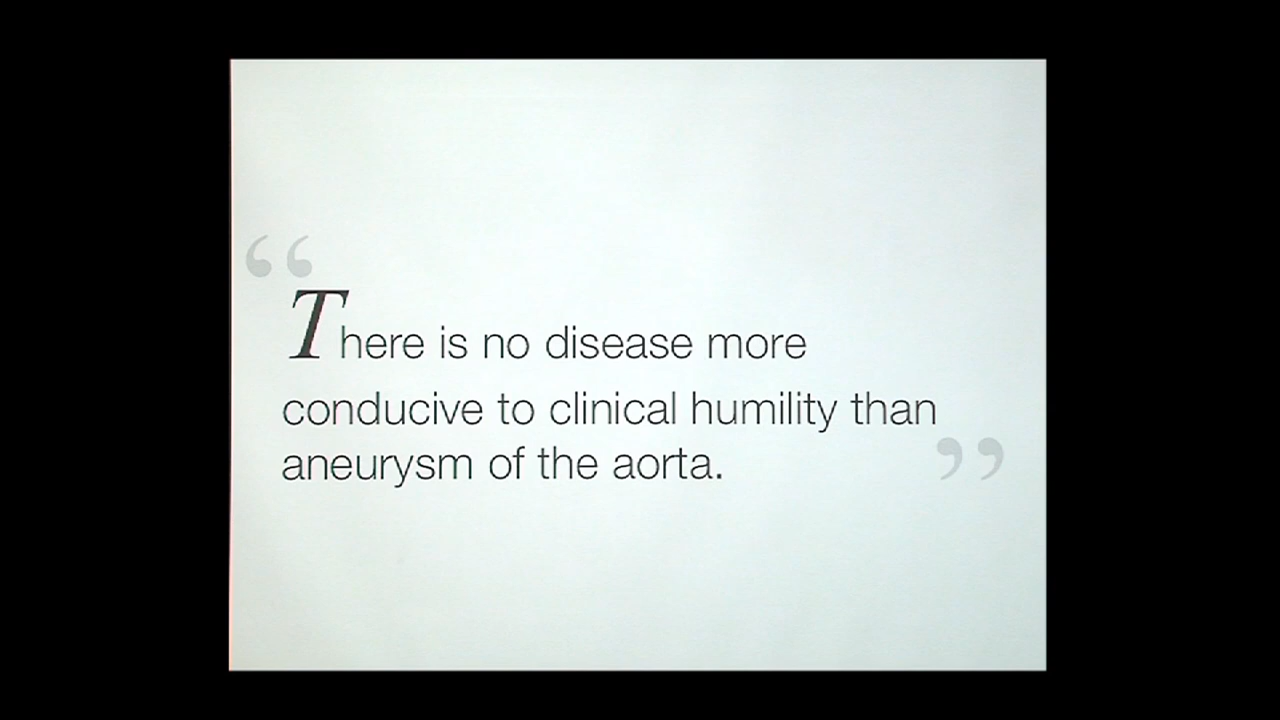 “There is no disease more
conducive to clinical humility than
aneurysm of the aorta.”